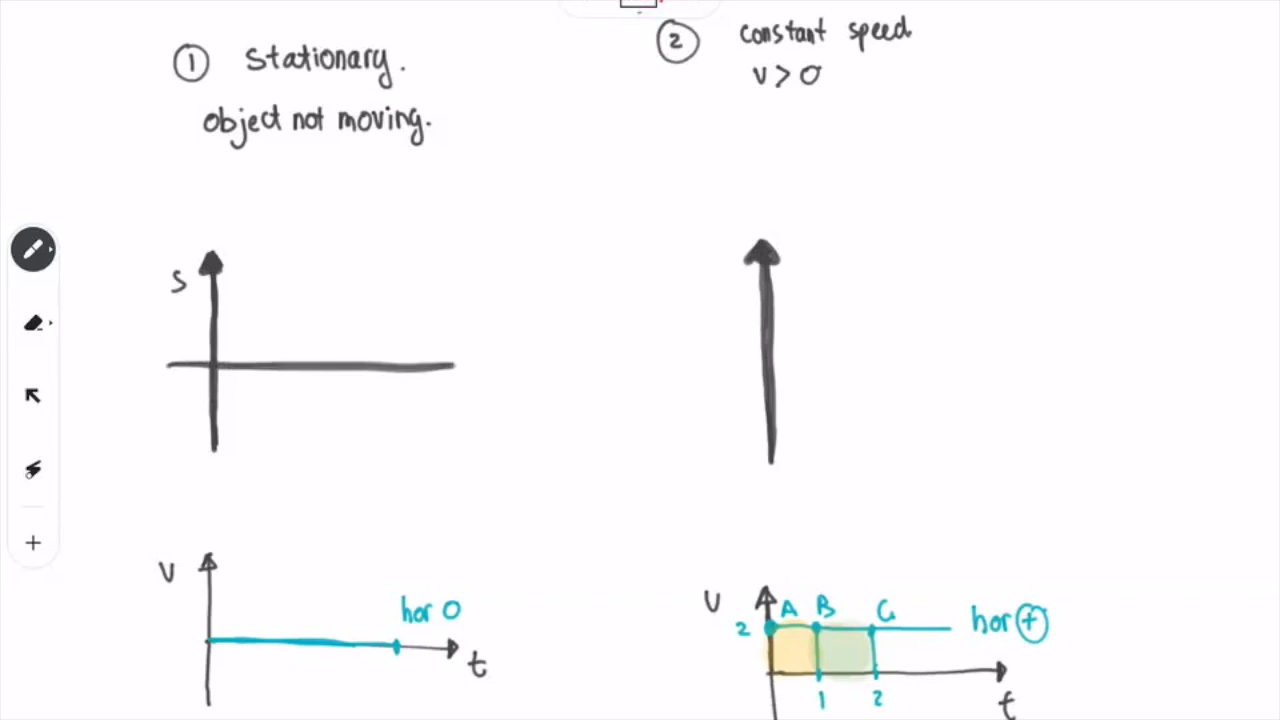 1 Stationary.
object not moving.
2 constant speed
v > 0
S
V
hor 0
t
v
2
A
B
C
hor +
1
2
t